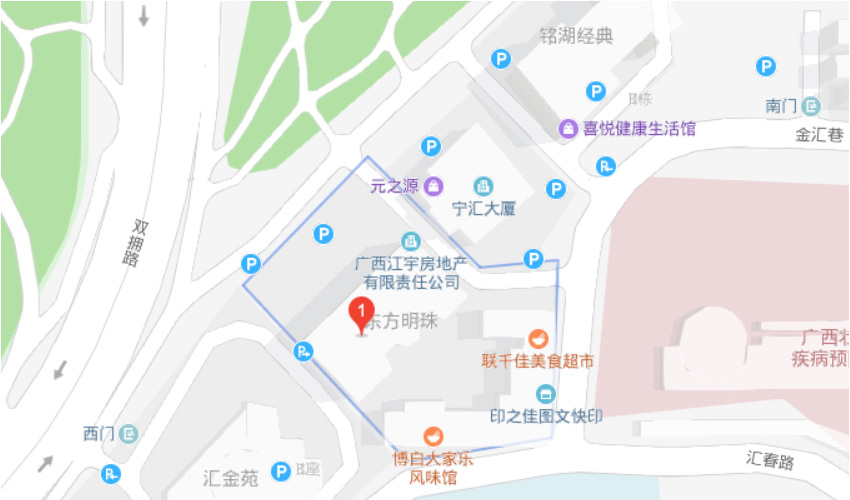 铭湖经典
P
P
P
B栋
南门
喜悦健康生活馆
金汇巷
P
P
元之源
P
宁汇大厦
双拥路
P
P
广西江宇房地产
有限责任公司
P
1
东方明珠
P
联千佳美食超市
广西壮
疾病预
印之佳图文快印
西门
博白大家乐
风味馆
汇春路
P
汇金苑
P
B座